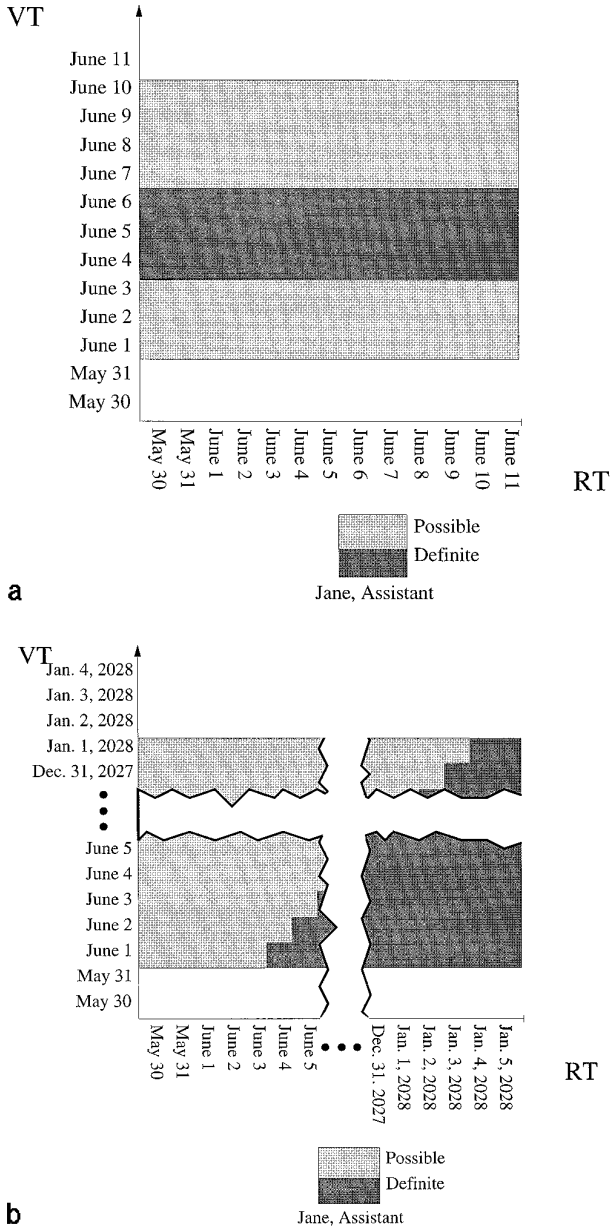 VT
June 11
June 10
June 9
June 8
June 7
June 6
June 5
June 4
June 3
June 2
June 1
May 31
May 30
May 30
May 31
June 1
June 2
June 3
June 4
June 5
June 6
June 7
June 8
June 9
June 10
June 11
RT
Possible
Definite
Jane, Assistant
a
VT
Jan. 4, 2028
Jan. 3, 2028
Jan. 2, 2028
Jan. 1, 2028
Dec. 31, 2027
June 5
June 4
June 3
June 2
June 1
May 31
May 30
May 30
May 31
June 1
June 2
June 3
June 4
June 5
Dec. 31. 2027
Jan. 1, 2028
Jan. 2, 2028
Jan. 3, 2028
Jan. 4, 2028
Jan. 5, 2028
RT
Possible
Definite
Jane, Assistant
b